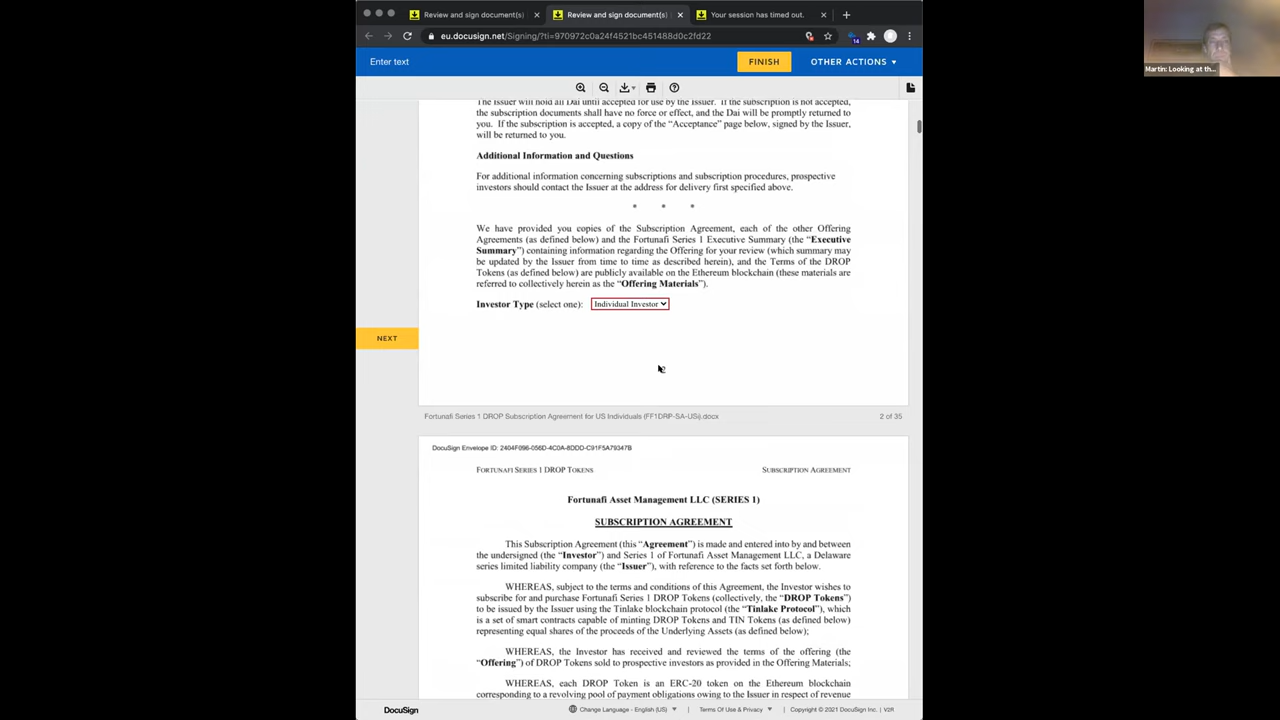 Review and sign document(s)
Review and sign document(s)
Your session has timed out.
eu.docusign.net/Signing/?ti=970972c0a24f4521bc451488d0c2fd22
14
Enter text
FINISH
OTHER ACTIONS
Martin: Looking at th...
The Issuer will hold all Dai until accepted for use by the Issuer. If the subscription is not accepted,
the subscription documents shall have no force or effect, and the Dai will be promptly returned to
you. If the subscription is accepted, a copy of the "Acceptance" page below, signed by the Issuer,
will be returned to you.
Additional Information and Questions
For additional information concerning subscriptions and subscription procedures, prospective
investors should contact the Issuer at the address for delivery first specified above.
* * *
We have provided you copies of the Subscription Agreement, each of the other Offering
Agreements (as defined below) and the Fortunafi Series 1 Executive Summary (the "Executive
Summary") containing information regarding the Offering for your review (which summary may
be updated by the Issuer from time to time as described herein), and the Terms of the DROP
Tokens (as defined below) are publicly available on the Ethereum blockchain (these materials are
referred to collectively herein as the "Offering Materials").
Investor Type (select one): Individual Investor
NEXT
Fortunafi Series 1 DROP Subscription Agreement for US Individuals (FF1DRP-SA-USi).docx
2 of 35
DocuSign Envelope ID: 2404F096-056D-4C0A-8DDD-C91F5A79347B
FORTUNAFI SERIES 1 DROP TOKENS
SUBSCRIPTION AGREEMENT
Fortunafi Asset Management LLC (SERIES 1)
SUBSCRIPTION AGREEMENT
This Subscription Agreement (this "Agreement") is made and entered into by and between
the undersigned (the "Investor") and Series 1 of Fortunafi Asset Management LLC, a Delaware
series limited liability company (the "Issuer"), with reference to the facts set forth below.
WHEREAS, subject to the terms and conditions of this Agreement, the Investor wishes to
subscribe for and purchase Fortunafi Series 1 DROP Tokens (collectively, the "DROP Tokens")
to be issued by the Issuer using the Tinlake blockchain protocol (the "Tinlake Protocol"), which
is a set of smart contracts capable of minting DROP Tokens and TIN Tokens (as defined below)
representing equal shares of the proceeds of the Underlying Assets (as defined below);
WHEREAS, the Investor has received and reviewed the terms of the offering (the
"Offering") of DROP Tokens sold to prospective investors as provided in the Offering Materials;
WHEREAS, each DROP Token is an ERC-20 token on the Ethereum blockchain
corresponding to a revolving pool of payment obligations owing to the Issuer in respect of revenue
DocuSign
Change Language - English (US)
Terms Of Use & Privacy
Copyright © 2021 DocuSign Inc.
V2R